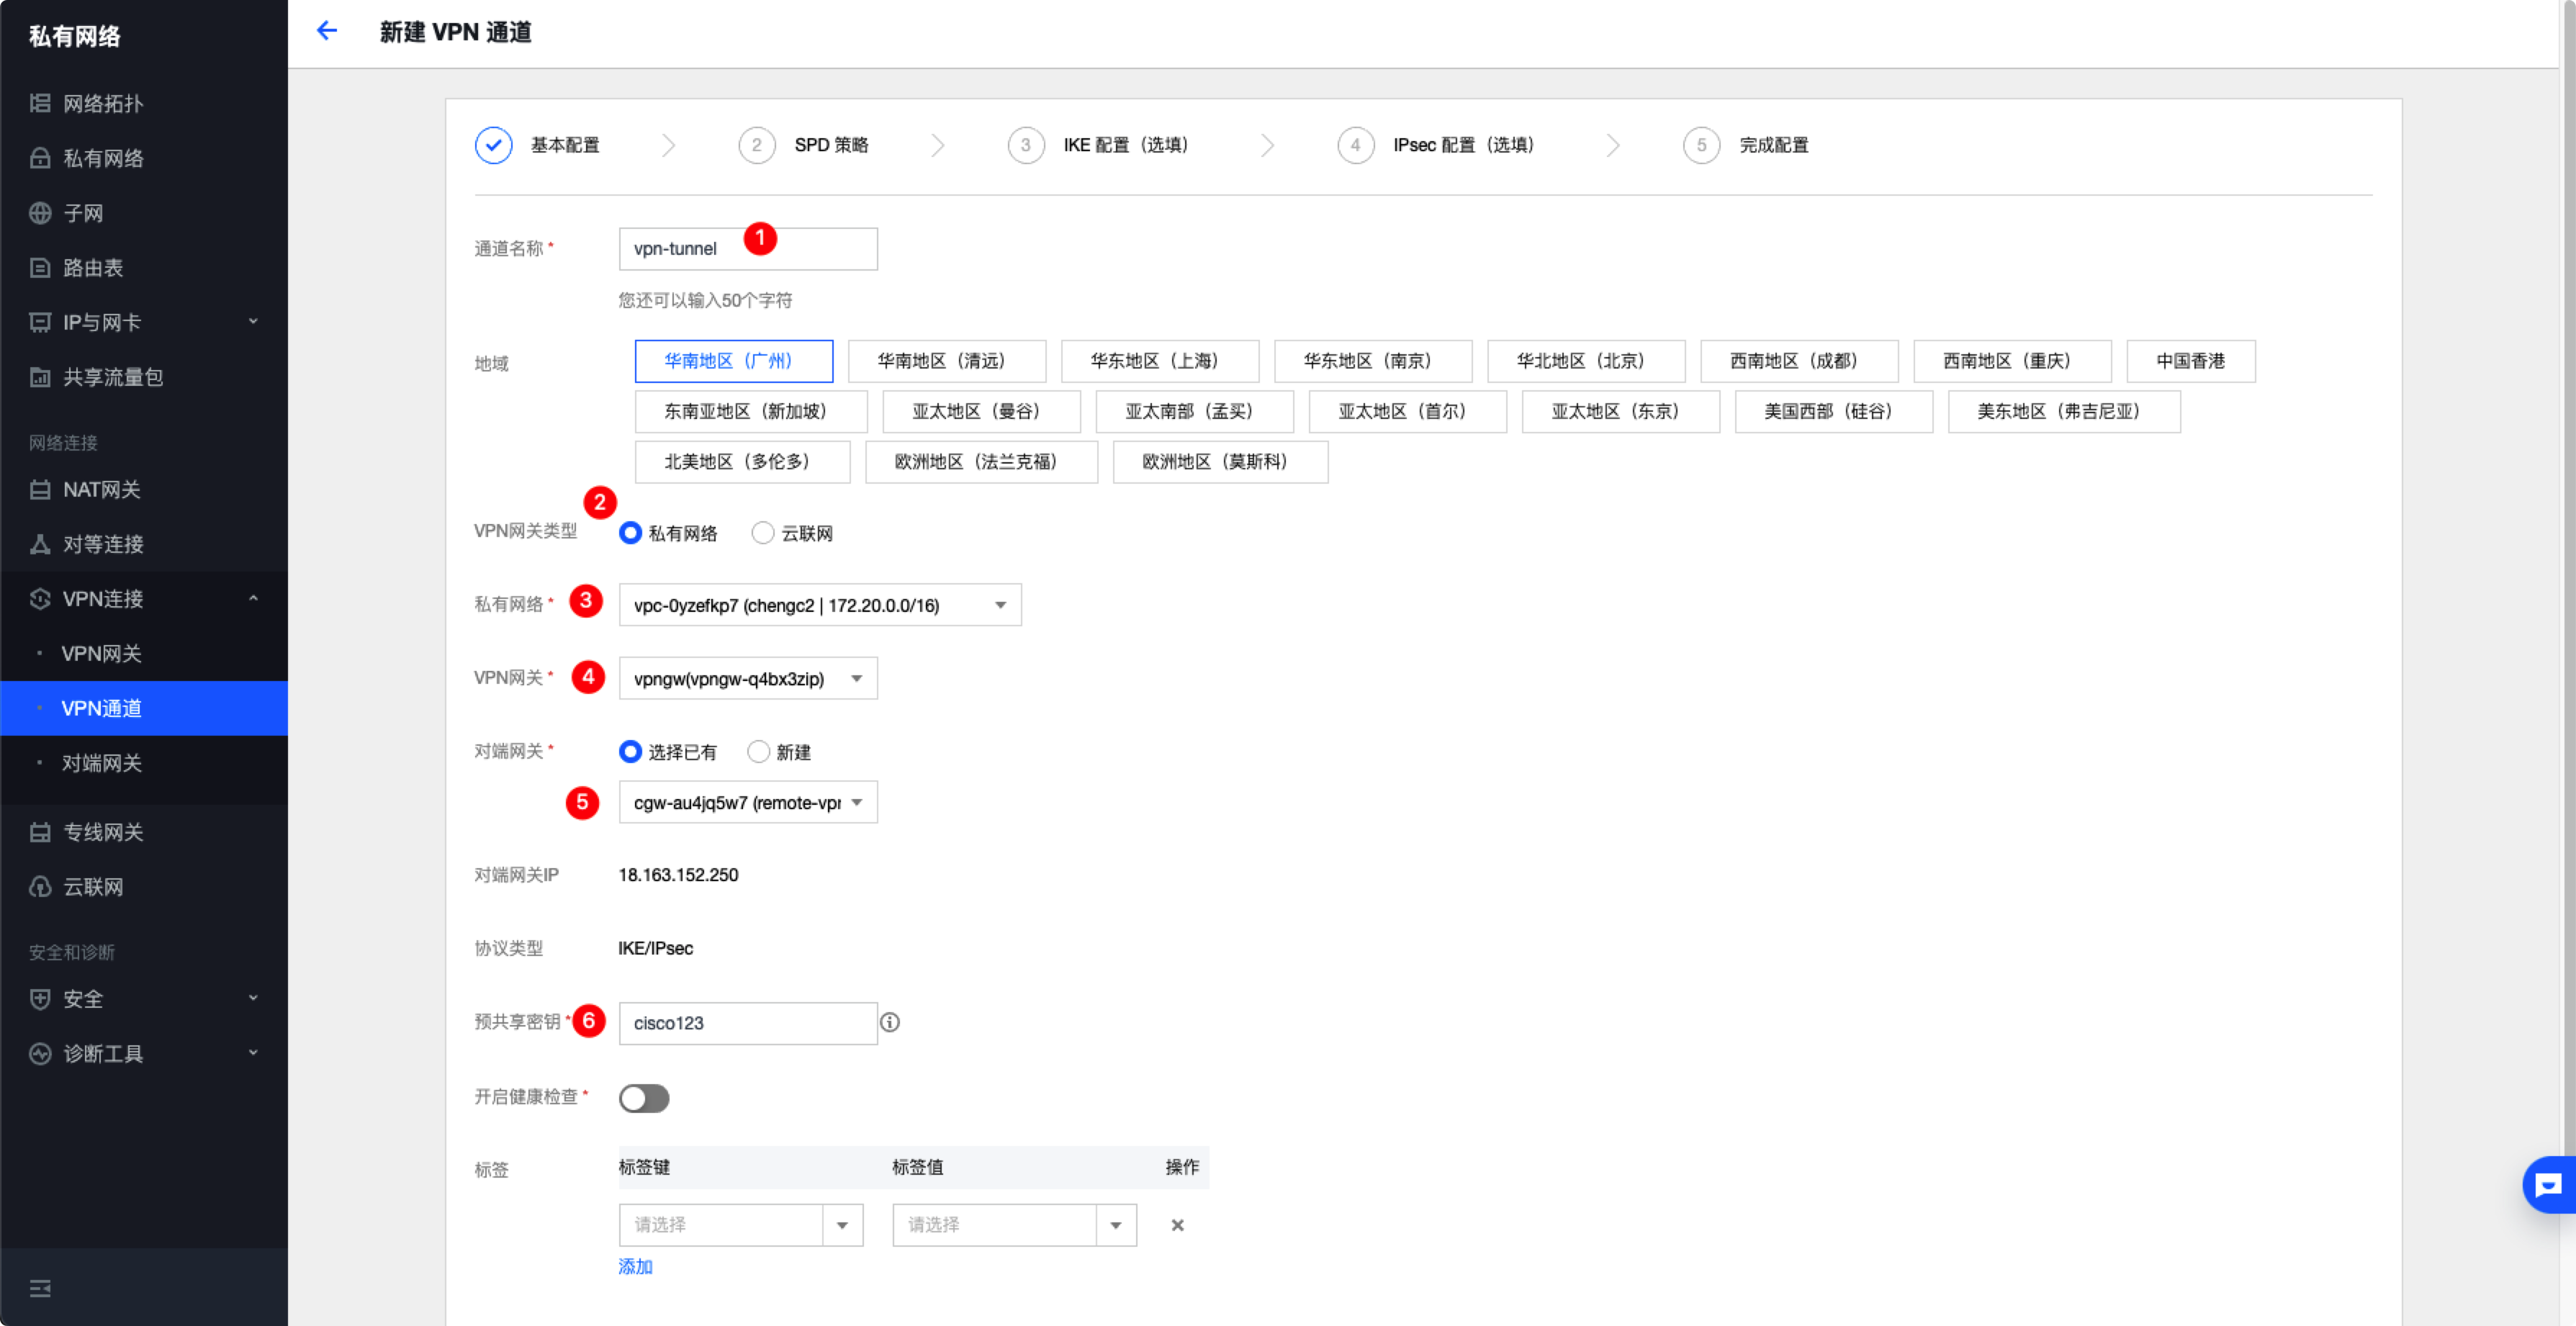 私有网络
网络拓扑
私有网络
子网
路由表
IP与网卡
共享流量包
网络连接
NAT网关
对等连接
VPN连接
VPN网关
VPN通道
对端网关
专线网关
云联网
安全和诊断
安全
诊断工具
新建 VPN 通道
基本配置
2 SPD 策略
3 IKE 配置（选填）
4 IPsec 配置（选填）
5 完成配置
通道名称* vpn-tunnel 1
您还可以输入50个字符
地域 华南地区（广州） 华南地区（清远） 华东地区（上海） 华东地区（南京） 华北地区（北京） 西南地区（成都） 西南地区（重庆） 中国香港
东南亚地区（新加坡） 亚太地区（曼谷） 亚太南部（孟买） 亚太地区（首尔） 亚太地区（东京） 美国西部（硅谷） 美东地区（弗吉尼亚）
北美地区（多伦多） 欧洲地区（法兰克福） 欧洲地区（莫斯科）
VPN网关类型 2 私有网络 云联网
私有网络* 3 vpc-0yzefkp7 (chengc2 | 172.20.0.0/16)
VPN网关* 4 vpngw(vpngw-q4bx3zip)
对端网关* 选择已有 新建
5 cgw-au4jq5w7 (remote-vpr
对端网关IP 18.163.152.250
协议类型 IKE/IPsec
预共享密钥* 6 cisco123
开启健康检查*
标签 标签键 标签值 操作
请选择 请选择
添加